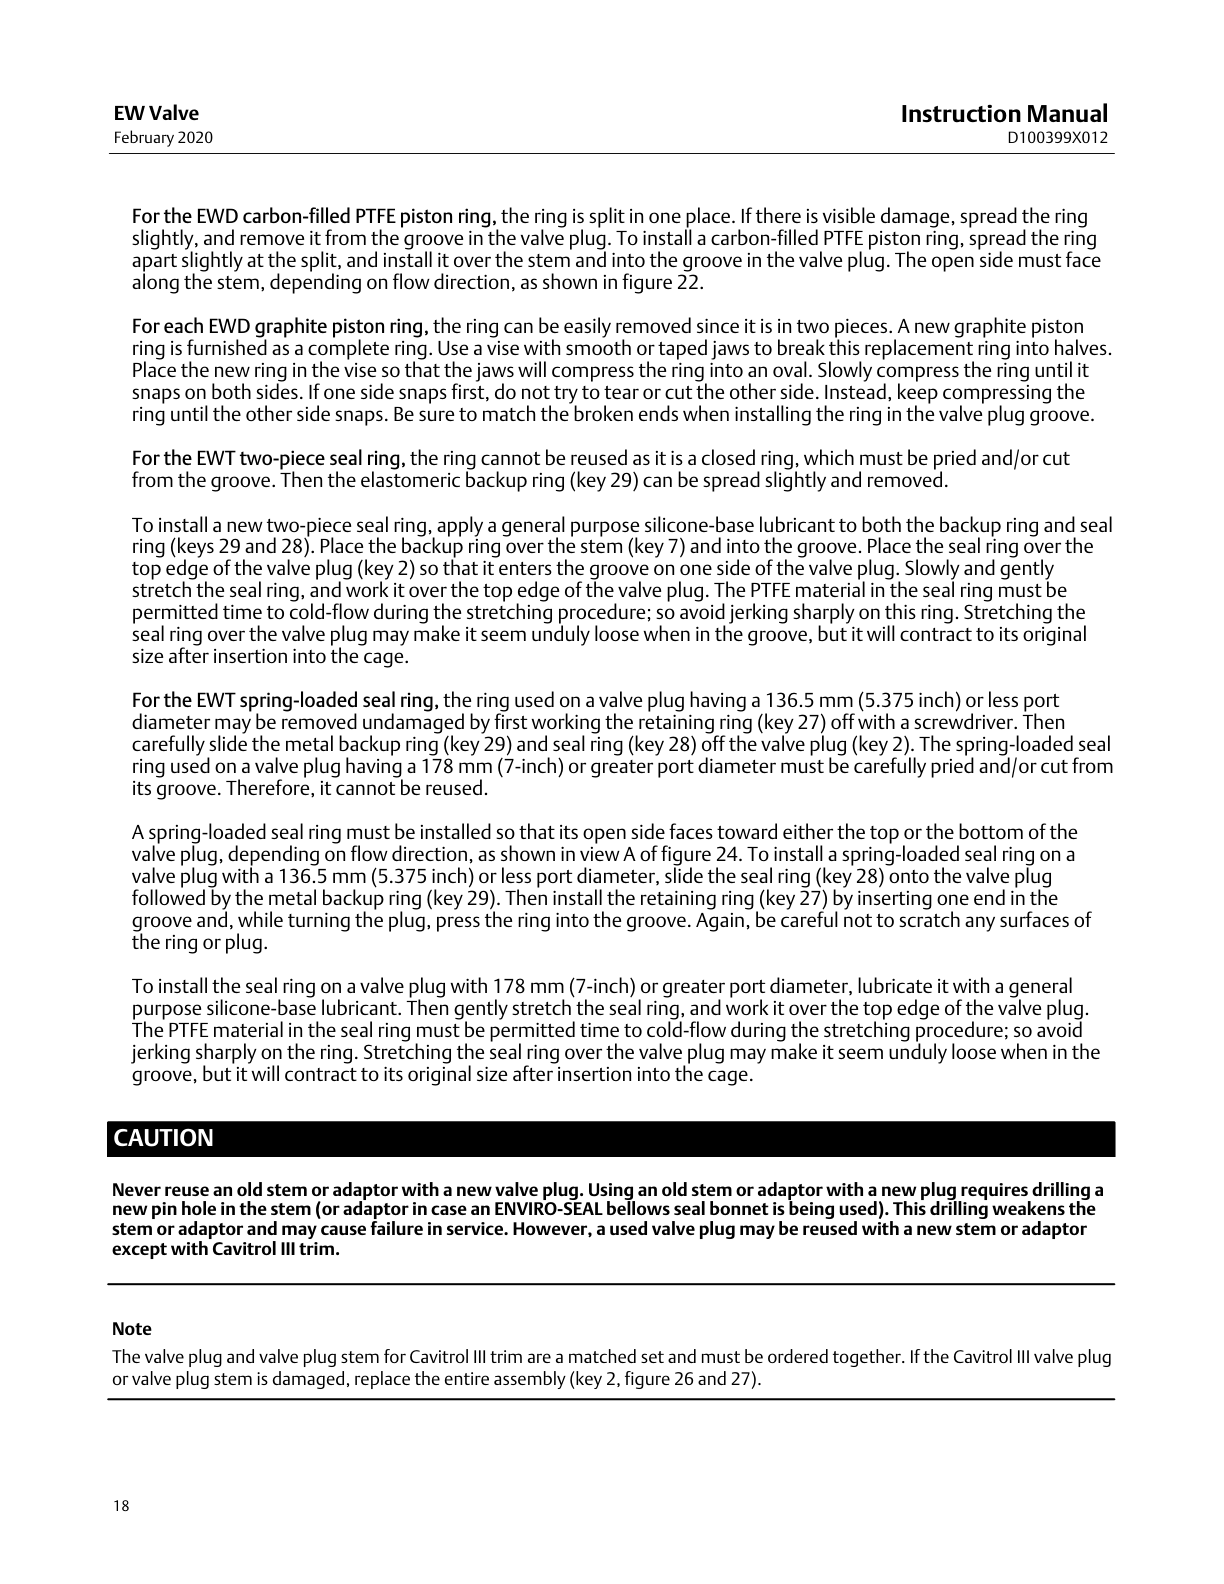 EW Valve
February 2020
Instruction Manual
D100399X012
For the EWD carbon-filled PTFE piston ring, the ring is split in one place. If there is visible damage, spread the ring
slightly, and remove it from the groove in the valve plug. To install a carbon-filled PTFE piston ring, spread the ring
apart slightly at the split, and install it over the stem and into the groove in the valve plug. The open side must face
along the stem, depending on flow direction, as shown in figure 22.
For each EWD graphite piston ring, the ring can be easily removed since it is in two pieces. A new graphite piston
ring is furnished as a complete ring. Use a vise with smooth or taped jaws to break this replacement ring into halves.
Place the new ring in the vise so that the jaws will compress the ring into an oval. Slowly compress the ring until it
snaps on both sides. If one side snaps first, do not try to tear or cut the other side. Instead, keep compressing the
ring until the other side snaps. Be sure to match the broken ends when installing the ring in the valve plug groove.
For the EWT two-piece seal ring, the ring cannot be reused as it is a closed ring, which must be pried and/or cut
from the groove. Then the elastomeric backup ring (key 29) can be spread slightly and removed.
To install a new two-piece seal ring, apply a general purpose silicone-base lubricant to both the backup ring and seal
ring (keys 29 and 28). Place the backup ring over the stem (key 7) and into the groove. Place the seal ring over the
top edge of the valve plug (key 2) so that it enters the groove on one side of the valve plug. Slowly and gently
stretch the seal ring, and work it over the top edge of the valve plug. The PTFE material in the seal ring must be
permitted time to cold-flow during the stretching procedure; so avoid jerking sharply on this ring. Stretching the
seal ring over the valve plug may make it seem unduly loose when in the groove, but it will contract to its original
size after insertion into the cage.
For the EWT spring-loaded seal ring, the ring used on a valve plug having a 136.5 mm (5.375 inch) or less port
diameter may be removed undamaged by first working the retaining ring (key 27) off with a screwdriver. Then
carefully slide the metal backup ring (key 29) and seal ring (key 28) off the valve plug (key 2). The spring-loaded seal
ring used on a valve plug having a 178 mm (7-inch) or greater port diameter must be carefully pried and/or cut from
its groove. Therefore, it cannot be reused.
A spring-loaded seal ring must be installed so that its open side faces toward either the top or the bottom of the
valve plug, depending on flow direction, as shown in view A of figure 24. To install a spring-loaded seal ring on a
valve plug with a 136.5 mm (5.375 inch) or less port diameter, slide the seal ring (key 28) onto the valve plug
followed by the metal backup ring (key 29). Then install the retaining ring (key 27) by inserting one end in the
groove and, while turning the plug, press the ring into the groove. Again, be careful not to scratch any surfaces of
the ring or plug.
To install the seal ring on a valve plug with 178 mm (7-inch) or greater port diameter, lubricate it with a general
purpose silicone-base lubricant. Then gently stretch the seal ring, and work it over the top edge of the valve plug.
The PTFE material in the seal ring must be permitted time to cold-flow during the stretching procedure; so avoid
jerking sharply on the ring. Stretching the seal ring over the valve plug may make it seem unduly loose when in the
groove, but it will contract to its original size after insertion into the cage.
CAUTION
Never reuse an old stem or adaptor with a new valve plug. Using an old stem or adaptor with a new plug requires drilling a
new pin hole in the stem (or adaptor in case an ENVIRO-SEAL bellows seal bonnet is being used). This drilling weakens the
stem or adaptor and may cause failure in service. However, a used valve plug may be reused with a new stem or adaptor
except with Cavitrol III trim.
Note
The valve plug and valve plug stem for Cavitrol III trim are a matched set and must be ordered together. If the Cavitrol III valve plug
or valve plug stem is damaged, replace the entire assembly (key 2, figure 26 and 27).
18